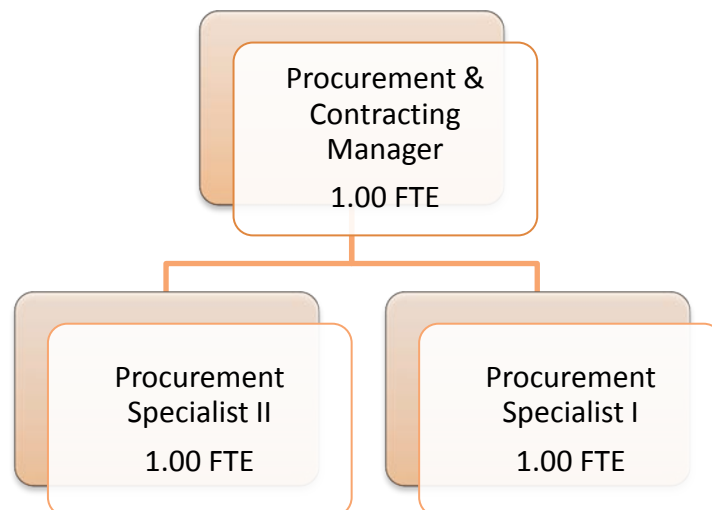 Procurement &
Contracting
Manager
1.00 FTE
Procurement
Specialist II
1.00 FTE
Procurement
Specialist I
1.00 FTE